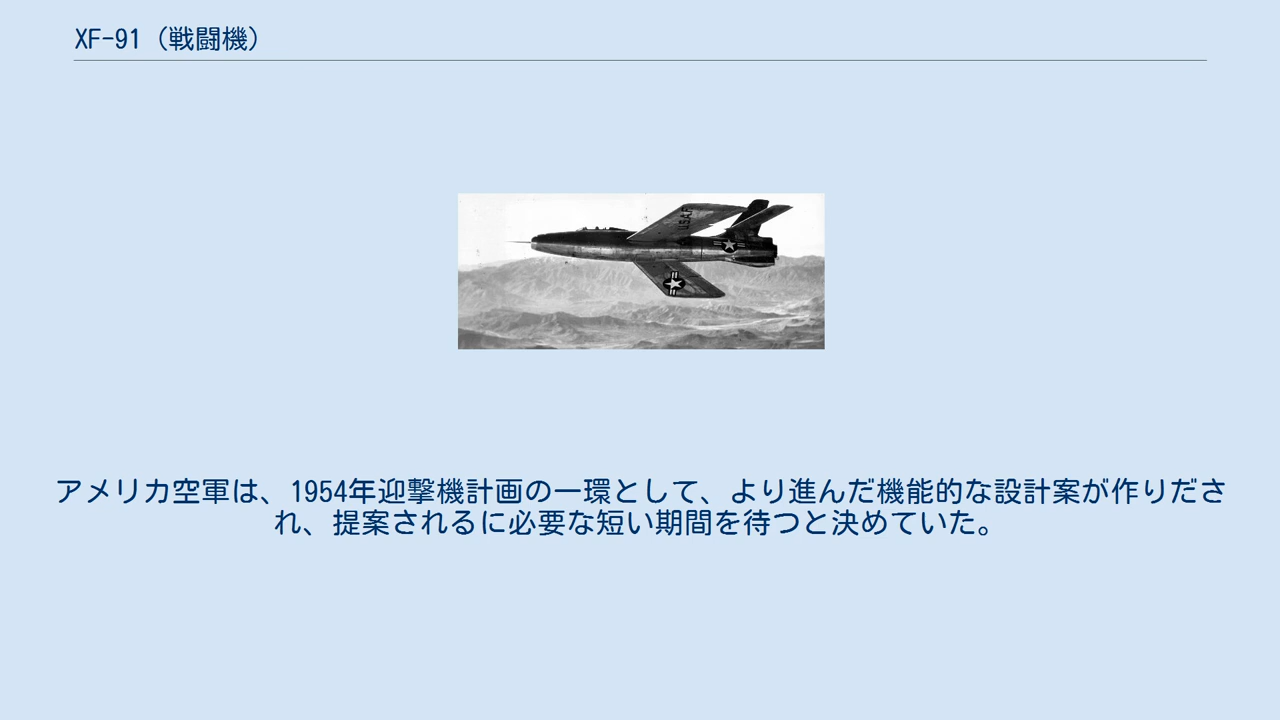 XF-91（戦闘機）
USAF
アメリカ空軍は、1954年迎撃機計画の一環として、より進んだ機能的な設計案が作りださ
れ、提案されるに必要な短い期間を待つと決めていた。